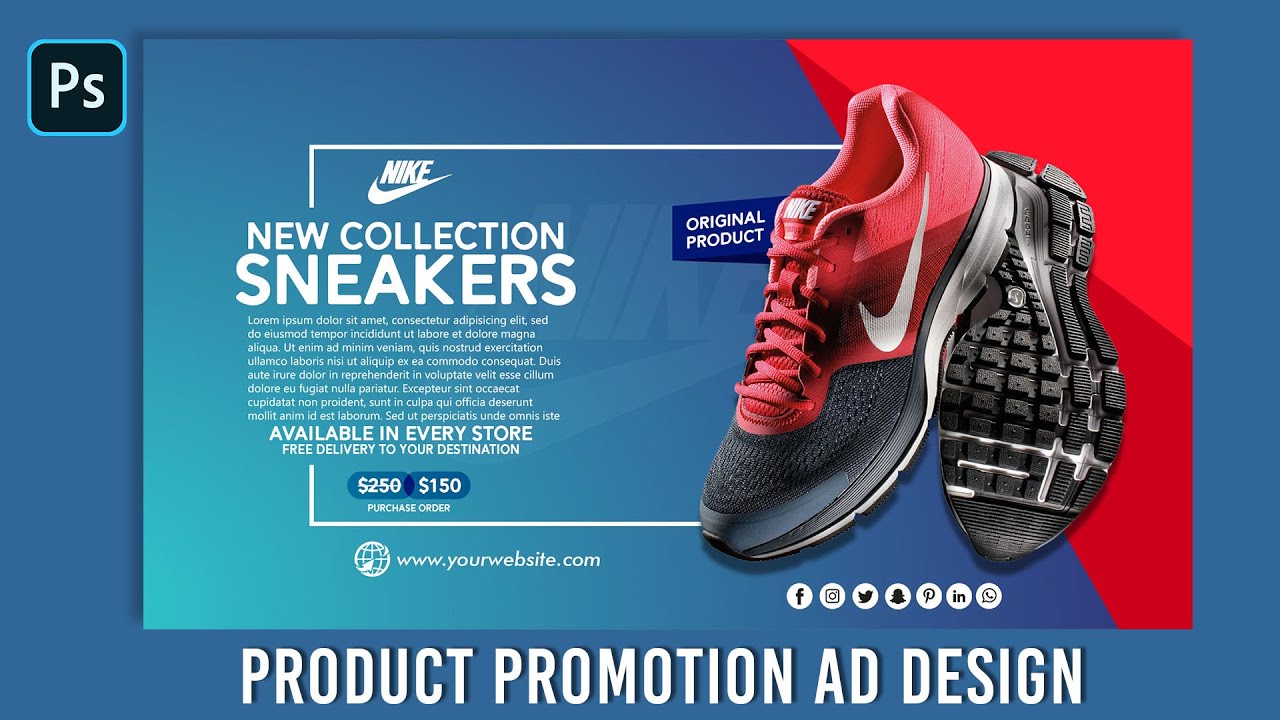 Ps
NIKE
NEW COLLECTION
SNEAKERS
Lorem ipsum dolor sit amet, consectetur adipiscing elit, sed
do eiusmod tempor incididunt ut labore et dolore magna
aliqua. Ut enim ad minim veniam, quis nostrud exercitation
ullamco laboris nisi ut aliquip ex ea commodo consequat. Duis
aute irure dolor in reprehenderit in voluptate velit esse cillum
dolore eu fugiat nulla pariatur. Excepteur sint occaecat
cupidatat non proident, sunt in culpa qui officia deserunt
mollit anim id est laborum. Sed ut perspiciatis unde omnis iste
AVAILABLE IN EVERY STORE
FREE DELIVERY TO YOUR DESTINATION
$250 $150
PURCHASE ORDER
www.yourwebsite.com
NIKE
ORIGINAL
PRODUCT
NIKE
PRODUCT PROMOTION AD DESIGN